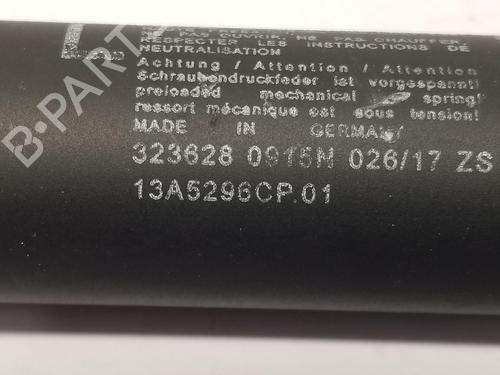 NE PAS OUVRIR, NE PAS CHAUFFER,
RESPECTER LES INSTRUCTIONS DE
NEUTRALISATION
Achtung / Attention / Attention
Schraubendruckfeder ist vorgespannt!
preloaded mechanical spring!
ressort mécanique est sous tension!
MADE IN GERMANY
323628 0915N 026/17 ZS
13A5296CP.01
B-PARTS